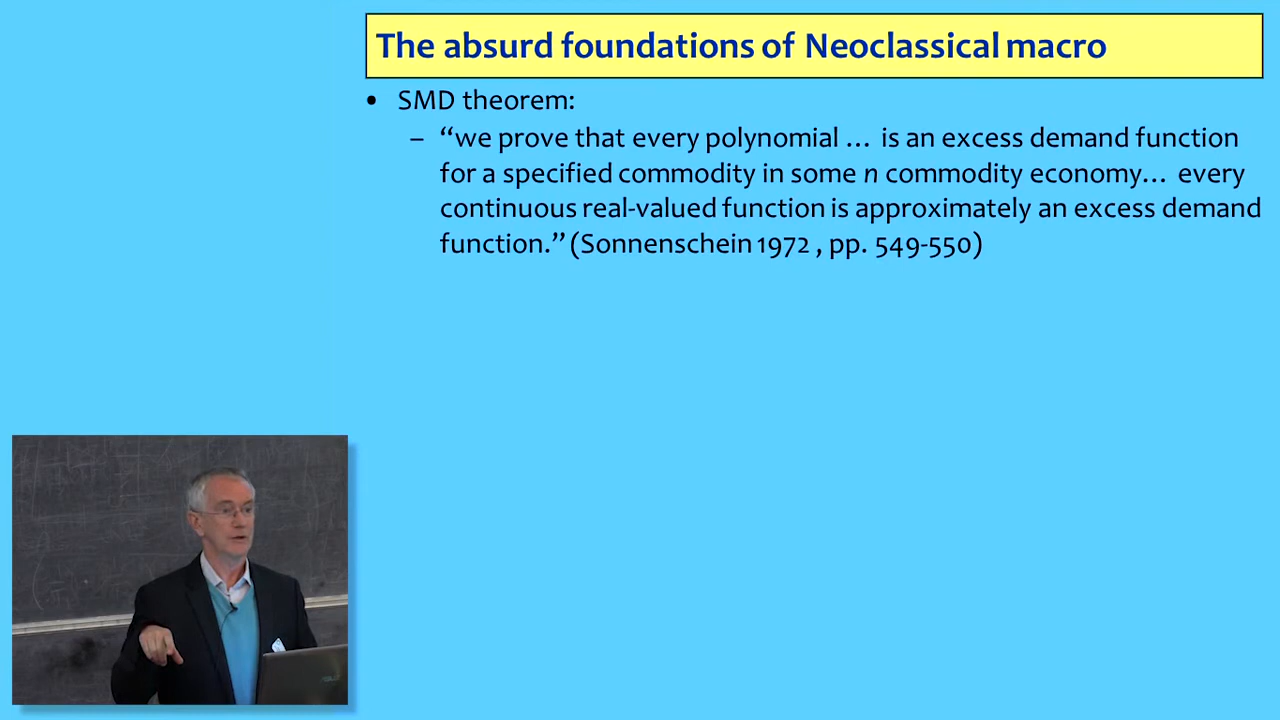 The absurd foundations of Neoclassical macro
• SMD theorem:
– “we prove that every polynomial … is an excess demand function
for a specified commodity in some n commodity economy… every
continuous real-valued function is approximately an excess demand
function.” (Sonnenschein 1972 , pp. 549-550)